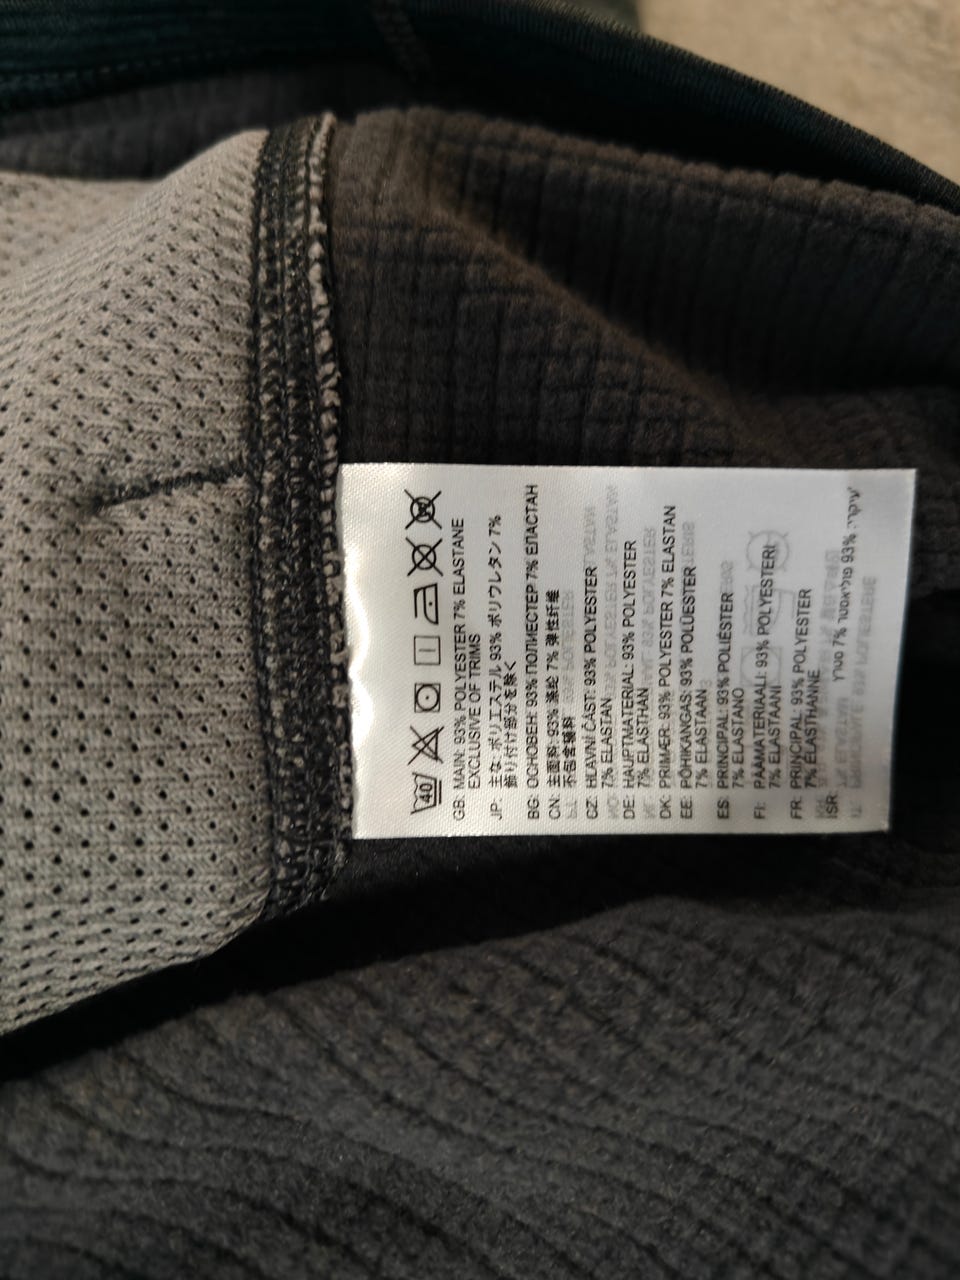 40
GB: MAIN: 93% POLYESTER 7% ELASTANE
EXCLUSIVE OF TRIMS
JP: 主な: ポリエステル 93% ポリウレタン 7%
飾り付け部分を除く
BG: ОСНОВЕН: 93% ПОЛИЕСТЕР 7% ЕЛАСТАН
CN: 主面料: 93% 涤纶 7% 弹性纤维
不包含辅料
CZ: HLAVNÍ ČÁST: 93% POLYESTER
7% ELASTAN
DE: HAUPTMATERIAL: 93% POLYESTER
7% ELASTHAN
DK: PRIMÆR: 93% POLYESTER 7% ELASTAN
EE: PÕHIKANGAS: 93% POLÜESTER
7% ELASTAAN
ES: PRINCIPAL: 93% POLIÉSTER
7% ELASTANO
FI: PÄÄMATERIAALI: 93% POLYESTERI
7% ELASTAANI
FR: PRINCIPAL: 93% POLYESTER
7% ÉLASTHANNE
ISR: עיקרי: 93% פוליאסטר 7%